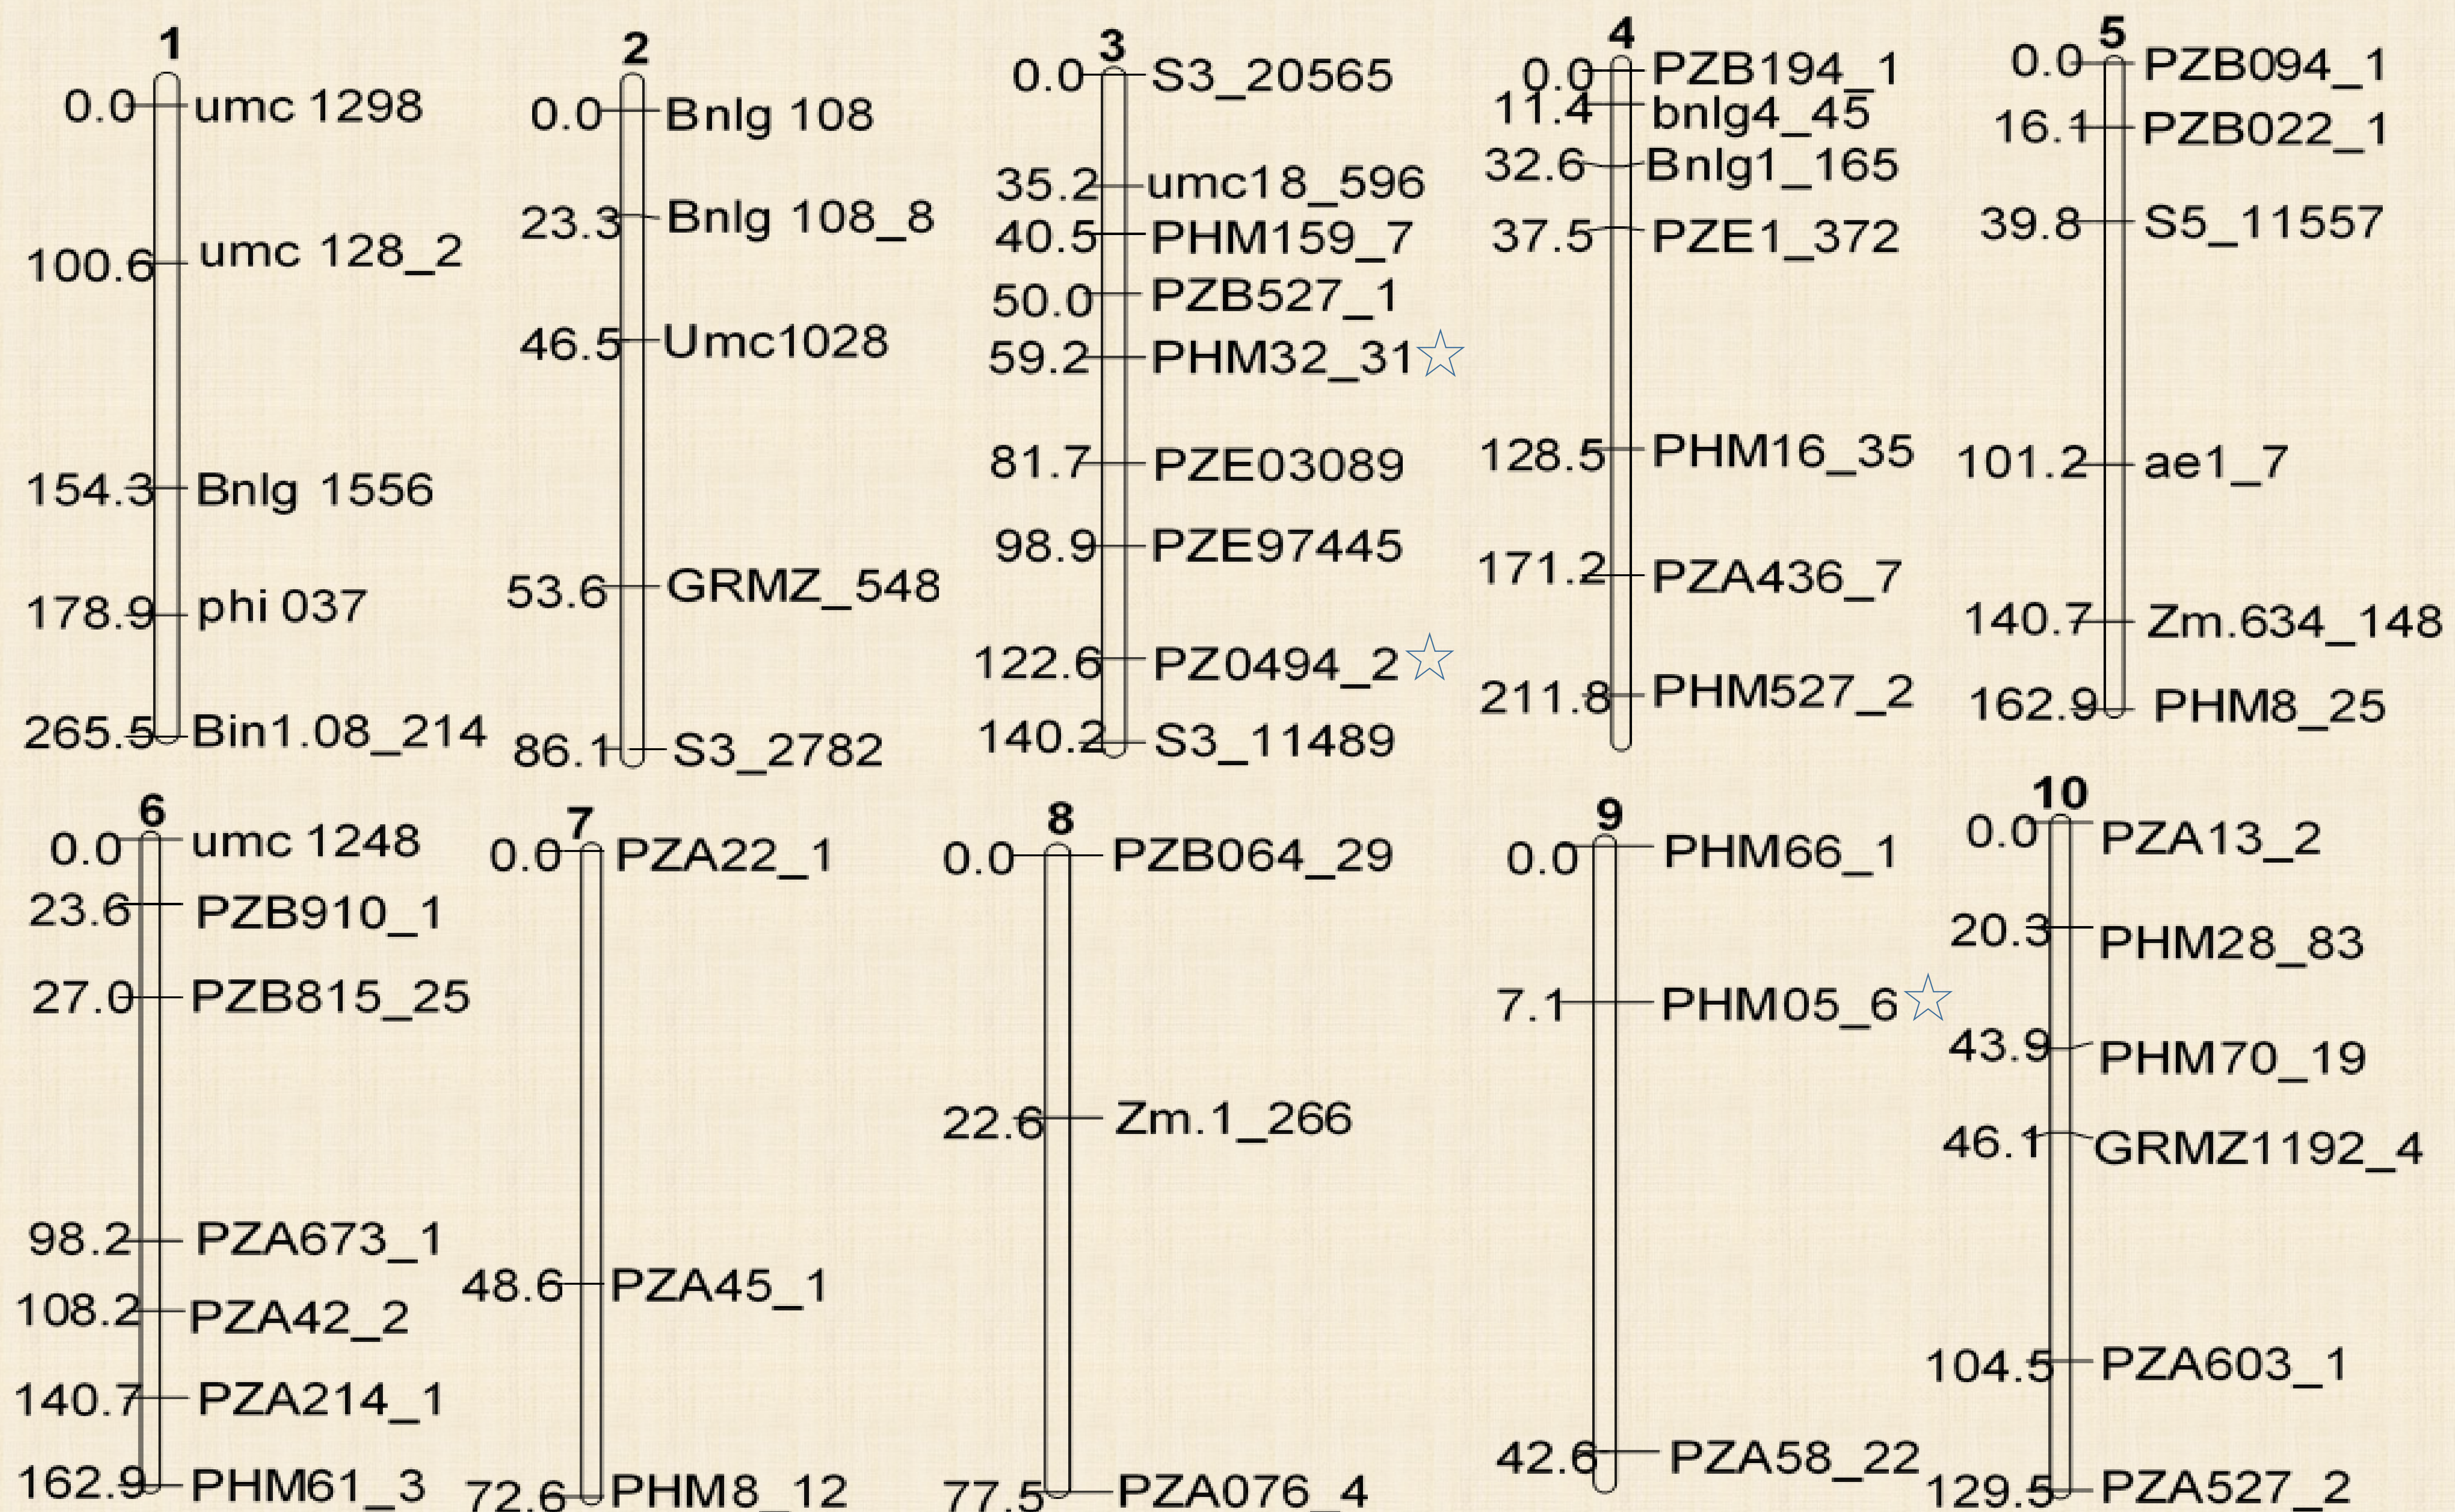 1
0.0 umc 1298
100.6 umc 128_2
154.3 Bnlg 1556
178.9 phi 037
265.5 Bin1.08_214
2
0.0 Bnlg 108
23.3 Bnlg 108_8
46.5 Umc1028
53.6 GRMZ_548
86.1 S3_2782
3
0.0 S3_20565
35.2 umc18_596
40.5 PHM159_7
50.0 PZB527_1
59.2 PHM32_31
81.7 PZE03089
98.9 PZE97445
122.6 PZ0494_2
140.2 S3_11489
4
0.0 PZB194_1
11.4 bnlg4_45
32.6 Bnlg1_165
37.5 PZE1_372
128.5 PHM16_35
171.2 PZA436_7
211.8 PHM527_2
5
0.0 PZB094_1
16.1 PZB022_1
39.8 S5_11557
101.2 ae1_7
140.7 Zm.634_148
162.9 PHM8_25
6
0.0 umc 1248
23.6 PZB910_1
27.0 PZB815_25
98.2 PZA673_1
108.2 PZA42_2
140.7 PZA214_1
162.9 PHM61_3
7
0.0 PZA22_1
48.6 PZA45_1
72.6 PHM8_12
8
0.0 PZB064_29
22.6 Zm.1_266
77.5 PZA076_4
9
0.0 PHM66_1
7.1 PHM05_6
42.6 PZA58_22
10
0.0 PZA13_2
20.3 PHM28_83
43.9 PHM70_19
46.1 GRMZ1192_4
104.5 PZA603_1
129.5 PZA527_2